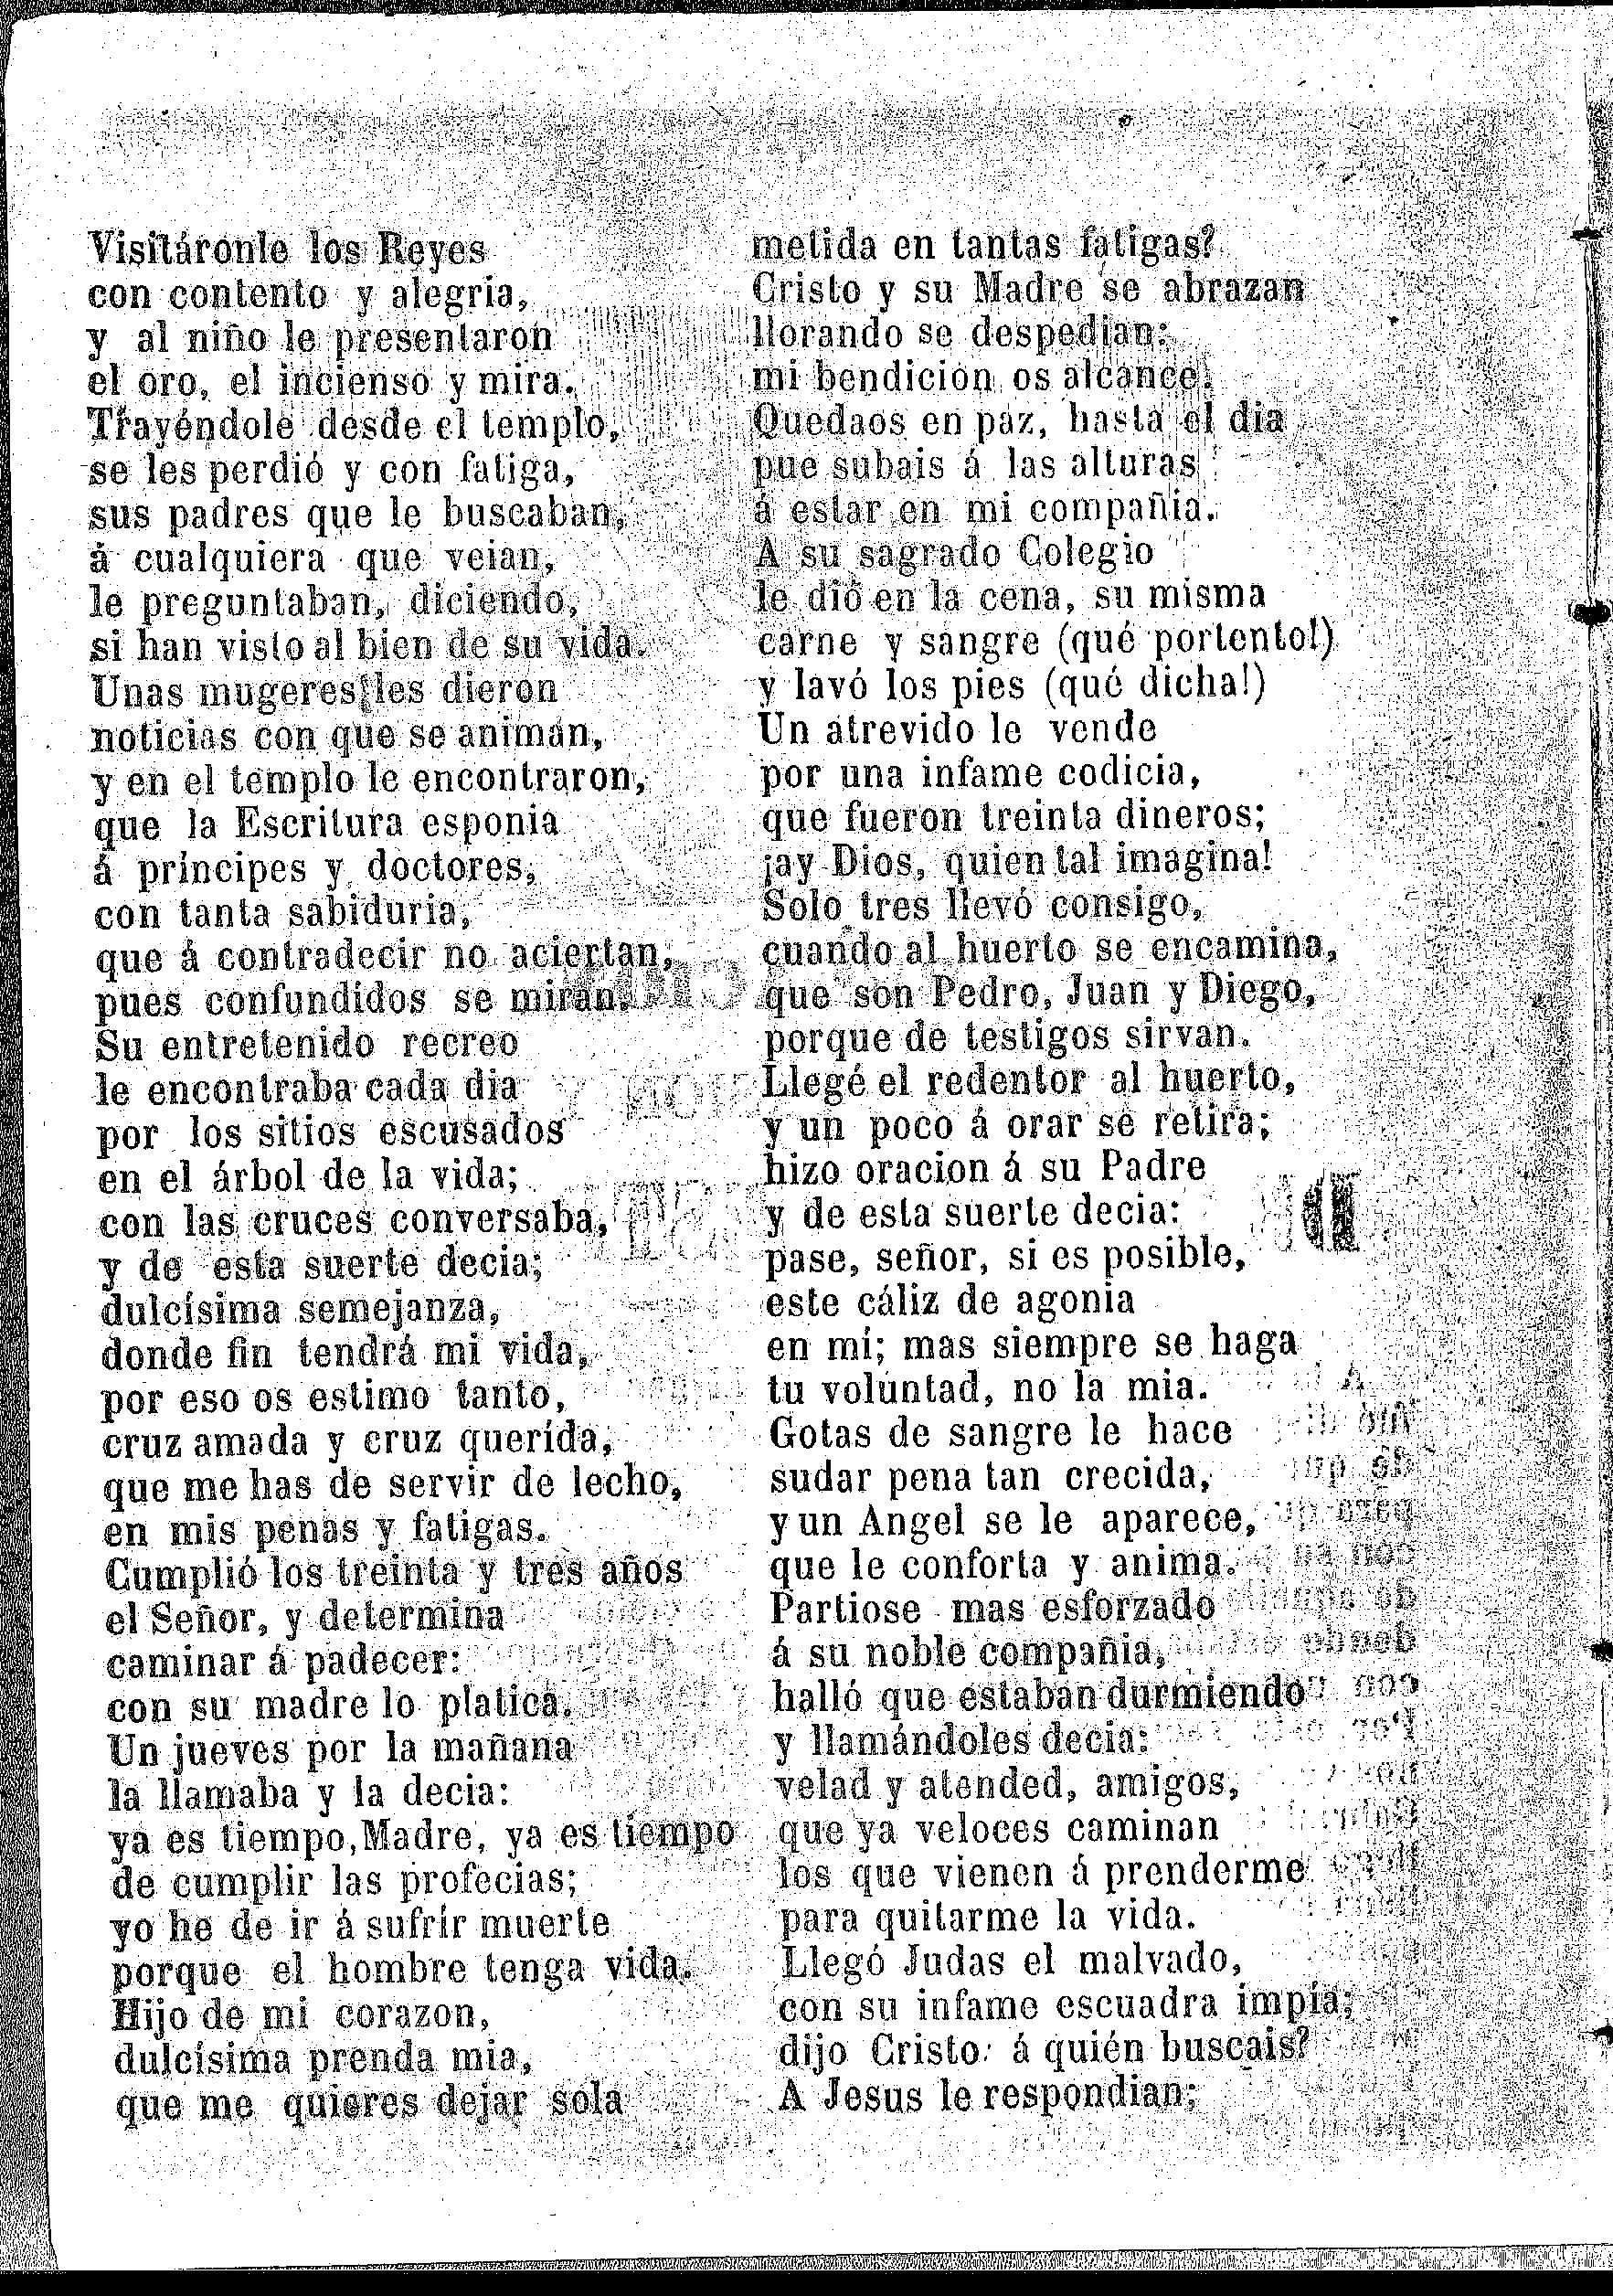 Visitáronle los Reyes
con contento y alegria,
y al niño le presentaron
el oro, el incienso y mira.
Trayéndole desde el templo,
se les perdió y con fatiga,
sus padres que le buscaban,
á cualquiera que veian,
le preguntaban, diciendo,
si han visto al bien de su vida.
Unas mugeres les dieron
noticias con que se animan,
y en el templo le encontraron,
que la Escritura esponia
á príncipes y doctores,
con tanta sabiduria,
que á contradecir no aciertan,
pues confundidos se miran.
Su entretenido recreo
le encontraba cada dia
por los sitios escusados
en el árbol de la vida;
con las cruces conversaba,
y de esta suerte decia;
dulcísima semejanza,
donde fin tendrá mi vida,
por eso os estimo tanto,
cruz amada y cruz querída,
que me has de servir de lecho,
en mis penas y fatigas.
Cumplió los treinta y tres años
el Señor, y determina
caminar á padecer:
con su madre lo platica.
Un jueves por la mañana
la llamaba y la decia:
ya es tiempo, Madre, ya es tiempo
de cumplir las profecias;
yo he de ir á sufrír muerte
porque el hombre tenga vida.
Hijo de mi corazon,
dulcísima prenda mia,
que me quieres dejar sola
metida en tantas fatigas?
Cristo y su Madre se abrazan
llorando se despedian:
mi bendicion os alcance.
Quedaos en paz, hasta el dia
pue subais á las alturas
á estar en mi compañia.
A su sagrado Colegio
le dió en la cena, su misma
carne y sangre (qué portento!)
y lavó los pies (qué dicha!)
Un atrevido le vende
por una infame codicia,
que fueron treinta dineros;
¡ay Dios, quien tal imagina!
Solo tres llevó consigo,
cuando al huerto se encamina,
que son Pedro, Juan y Diego,
porque de testigos sirvan.
Llegé el redentor al huerto,
y un poco á orar se retira;
hizo oracion á su Padre
y de esta suerte decia:
pase, señor, si es posible,
este cáliz de agonia
en mí; mas siempre se haga
tu voluntad, no la mia.
Gotas de sangre le hace
sudar pena tan crecida,
y un Angel se le aparece,
que le conforta y anima.
Partiose mas esforzado
á su noble compañia,
halló que estaban durmiendo
y llamándoles decia:
velad y atended, amigos,
que ya veloces caminan
los que vienen á prenderme
para quitarme la vida.
Llegó Judas el malvado,
con su infame escuadra impía;
dijo Cristo: á quién buscais?
A Jesus le respondian;